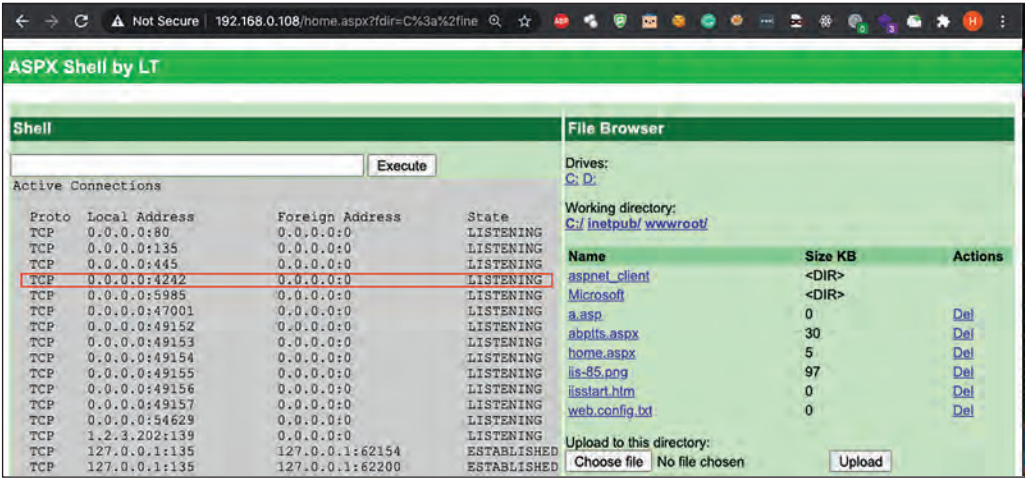 Not Secure | 192.168.0.108/home.aspx?fdir=C%3a%2fine
ABP
6
3
H
ASPX Shell by LT
Shell
Execute
Active Connections
Proto Local Address Foreign Address State
TCP 0.0.0.0:80 0.0.0.0:0 LISTENING
TCP 0.0.0.0:135 0.0.0.0:0 LISTENING
TCP 0.0.0.0:445 0.0.0.0:0 LISTENING
TCP 0.0.0.0:4242 0.0.0.0:0 LISTENING
TCP 0.0.0.0:5985 0.0.0.0:0 LISTENING
TCP 0.0.0.0:47001 0.0.0.0:0 LISTENING
TCP 0.0.0.0:49152 0.0.0.0:0 LISTENING
TCP 0.0.0.0:49153 0.0.0.0:0 LISTENING
TCP 0.0.0.0:49154 0.0.0.0:0 LISTENING
TCP 0.0.0.0:49155 0.0.0.0:0 LISTENING
TCP 0.0.0.0:49156 0.0.0.0:0 LISTENING
TCP 0.0.0.0:49157 0.0.0.0:0 LISTENING
TCP 0.0.0.0:54629 0.0.0.0:0 LISTENING
TCP 1.2.3.202:139 0.0.0.0:0 LISTENING
TCP 127.0.0.1:135 127.0.0.1:62154 ESTABLISHED
TCP 127.0.0.1:135 127.0.0.1:62200 ESTABLISHED
File Browser
Drives:
C: D:
Working directory:
C:/ inetpub/ wwwroot/
Name Size KB Actions
aspnet_client <DIR>
Microsoft <DIR>
a.asp 0 Del
abptts.aspx 30 Del
home.aspx 5 Del
iis-85.png 97 Del
iisstart.htm 0 Del
web.config.txt 0 Del
Upload to this directory:
Choose file No file chosen Upload